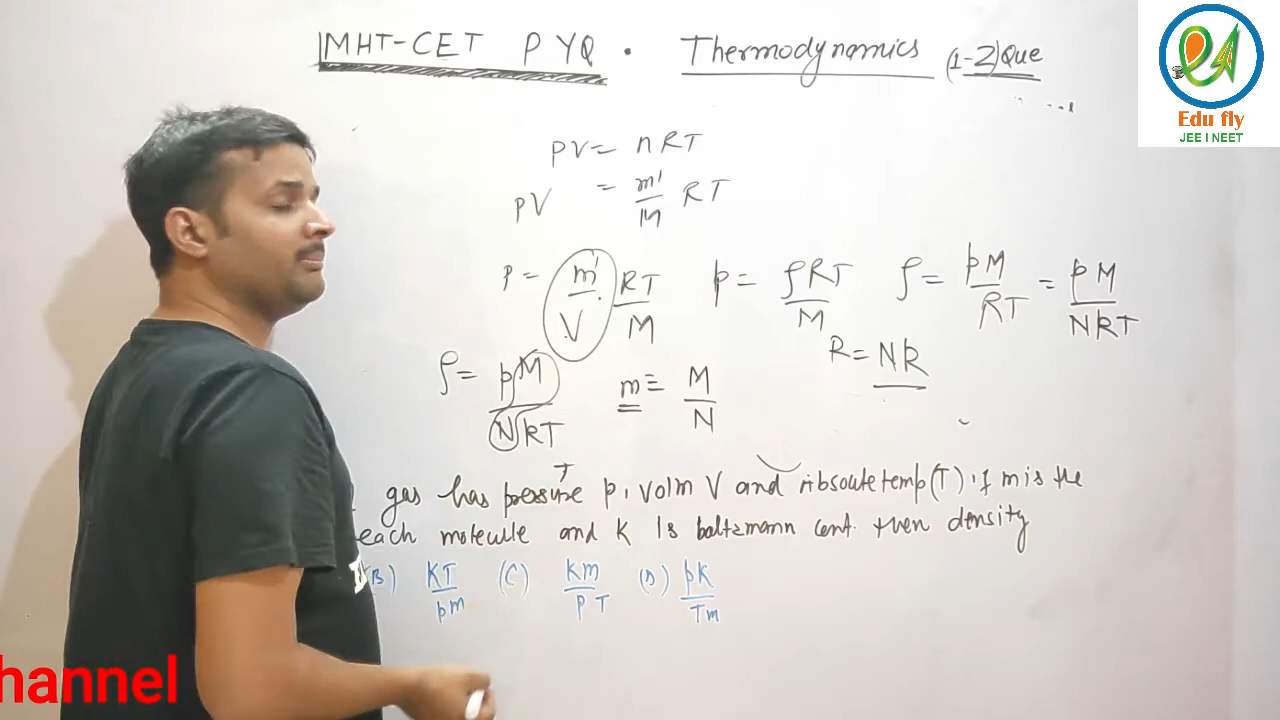 MHT-CET PYQ . Thermodynamics (1-2) Que
Edu fly
JEE I NEET
PV = nRT
PV = m'/M RT
P = m'/V RT/M
p = ρRT/M
ρ = pM/RT = pM/NkT
R = Nk
ρ = pM/NkT
m = M/N
gas has pressure p, volm V and absoute temp (T). if m is the
each molecule and K is boltzmann cont. then density
(B) KT/pm (C) Km/PT (D) pK/Tm
hannel